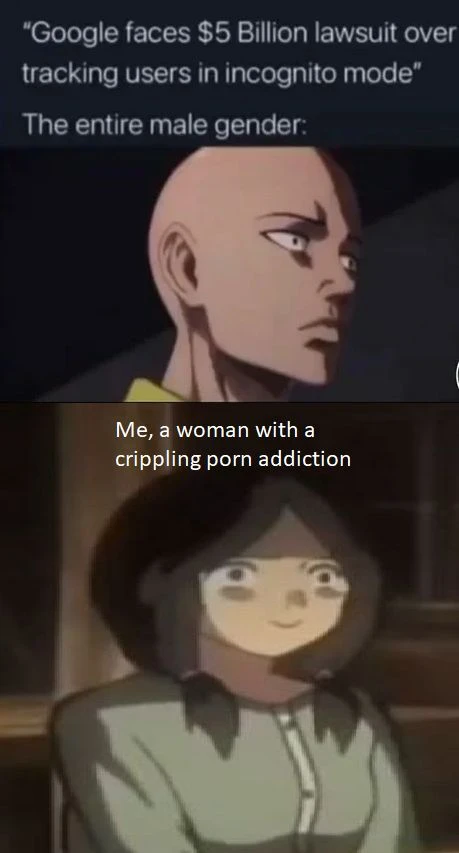 "Google faces $5 Billion lawsuit over
tracking users in incognito mode"
The entire male gender:
Me, a woman with a
crippling porn addiction